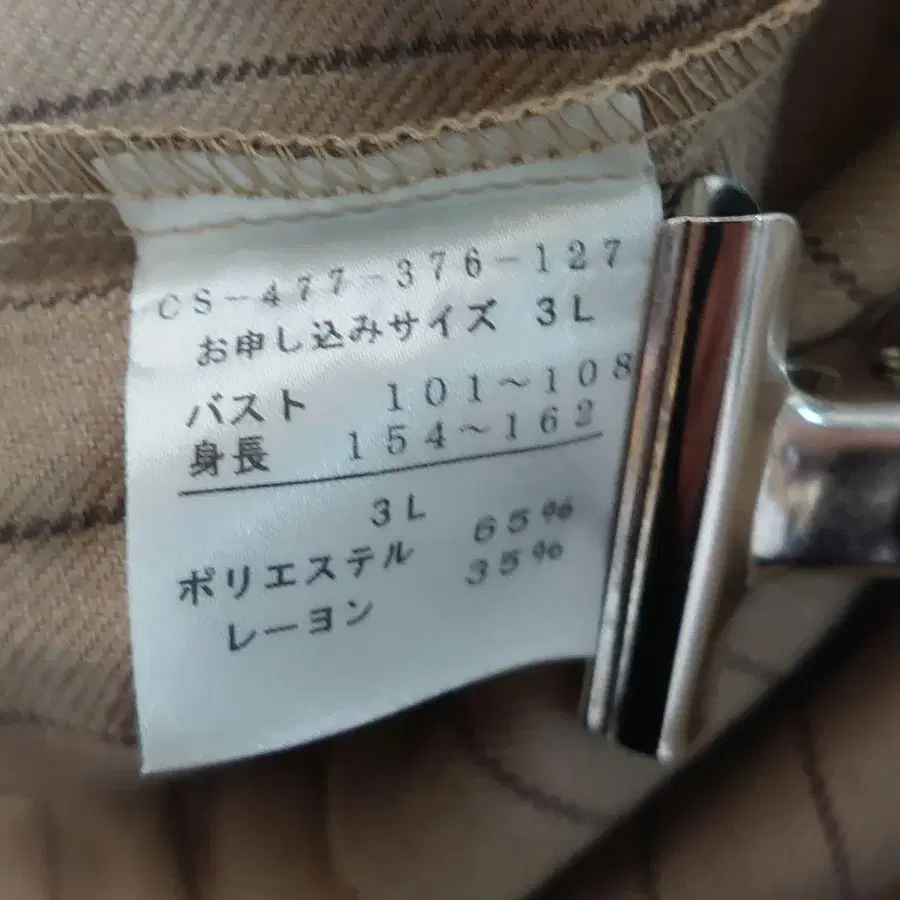 CS-477-376-127
お申し込みサイズ 3L
バスト 101~108
身長 154~162
3L
ポリエステル 65%
レーヨン 35%